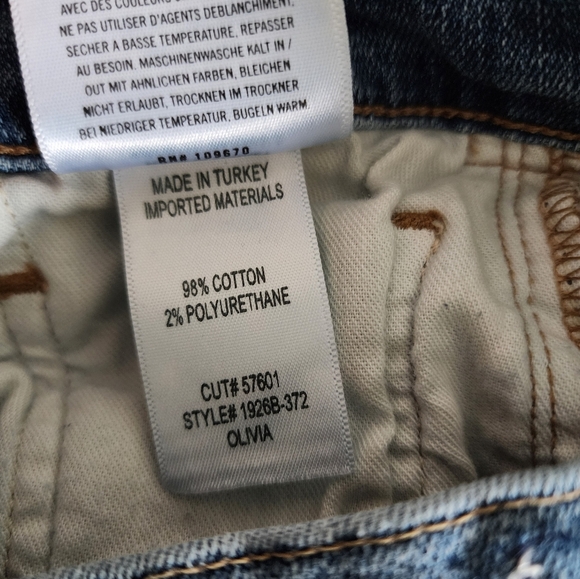 AVEC DES COULEURS
NE PAS UTILISER D'AGENTS DEBLANCHIMENT,
SECHER A BASSE TEMPERATURE, REPASSER
AU BESOIN. MASCHINENWASCHE KALT IN /
OUT MIT AHNLICHEN FARBEN, BLEICHEN
NICHT ERLAUBT, TROCKNEN IM TROCKNER
BEI NIEDRIGER TEMPERATUR, BUGELN WARM
RN# 109670
MADE IN TURKEY
IMPORTED MATERIALS
98% COTTON
2% POLYURETHANE
CUT# 57601
STYLE# 1926B-372
OLIVIA